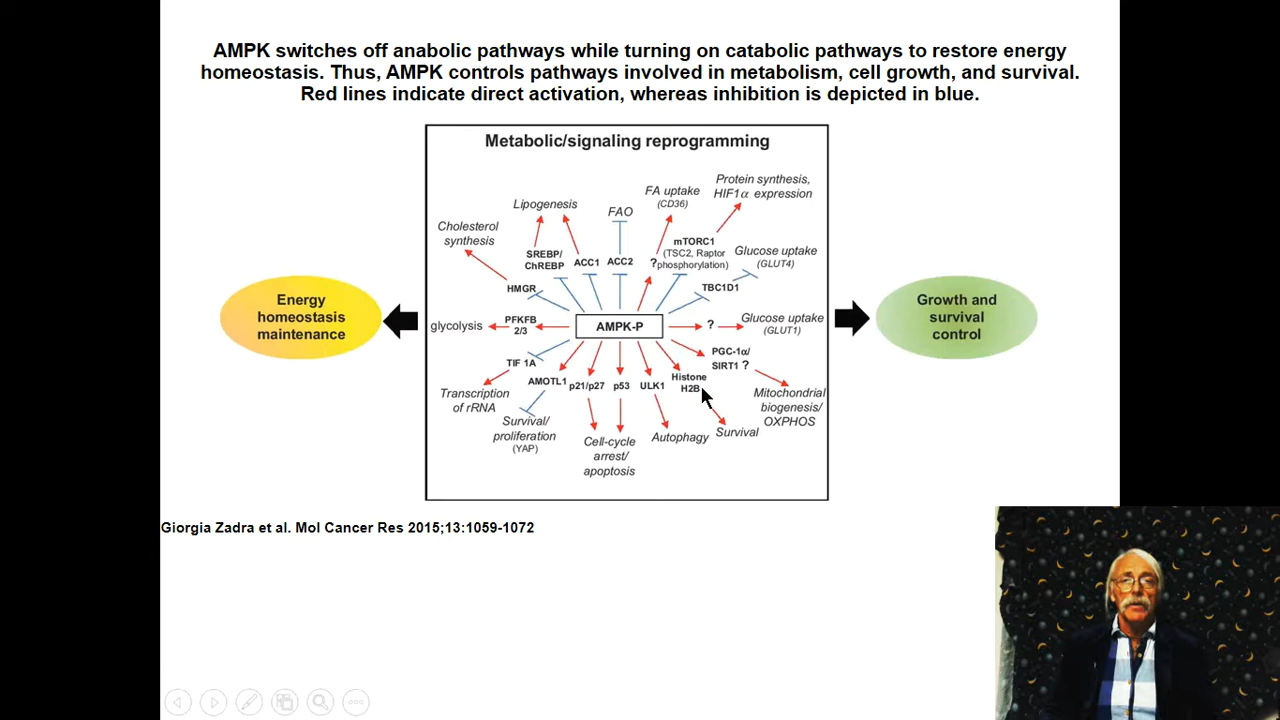 AMPK switches off anabolic pathways while turning on catabolic pathways to restore energy
homeostasis. Thus, AMPK controls pathways involved in metabolism, cell growth, and survival.
Red lines indicate direct activation, whereas inhibition is depicted in blue.
Metabolic/signaling reprogramming
Protein synthesis,
HIF1α expression
FA uptake
(CD36)
Lipogenesis
FAO
Cholesterol
synthesis
mTORC1
(TSC2, Raptor
phosphorylation)
?
Glucose uptake
(GLUT4)
SREBP/
ChREBP
ACC1
ACC2
HMGR
TBC1D1
Energy
homeostasis
maintenance
glycolysis
PFKFB
2/3
AMPK-P
?
Glucose uptake
(GLUT1)
Growth and
survival
control
TIF 1A
PGC-1α/
SIRT1 ?
AMOTL1
p21/p27
p53
ULK1
Histone
H2B
Transcription
of rRNA
Mitochondrial
biogenesis/
OXPHOS
Survival/
proliferation
(YAP)
Cell-cycle
arrest/
apoptosis
Autophagy
Survival
Giorgia Zadra et al. Mol Cancer Res 2015;13:1059-1072